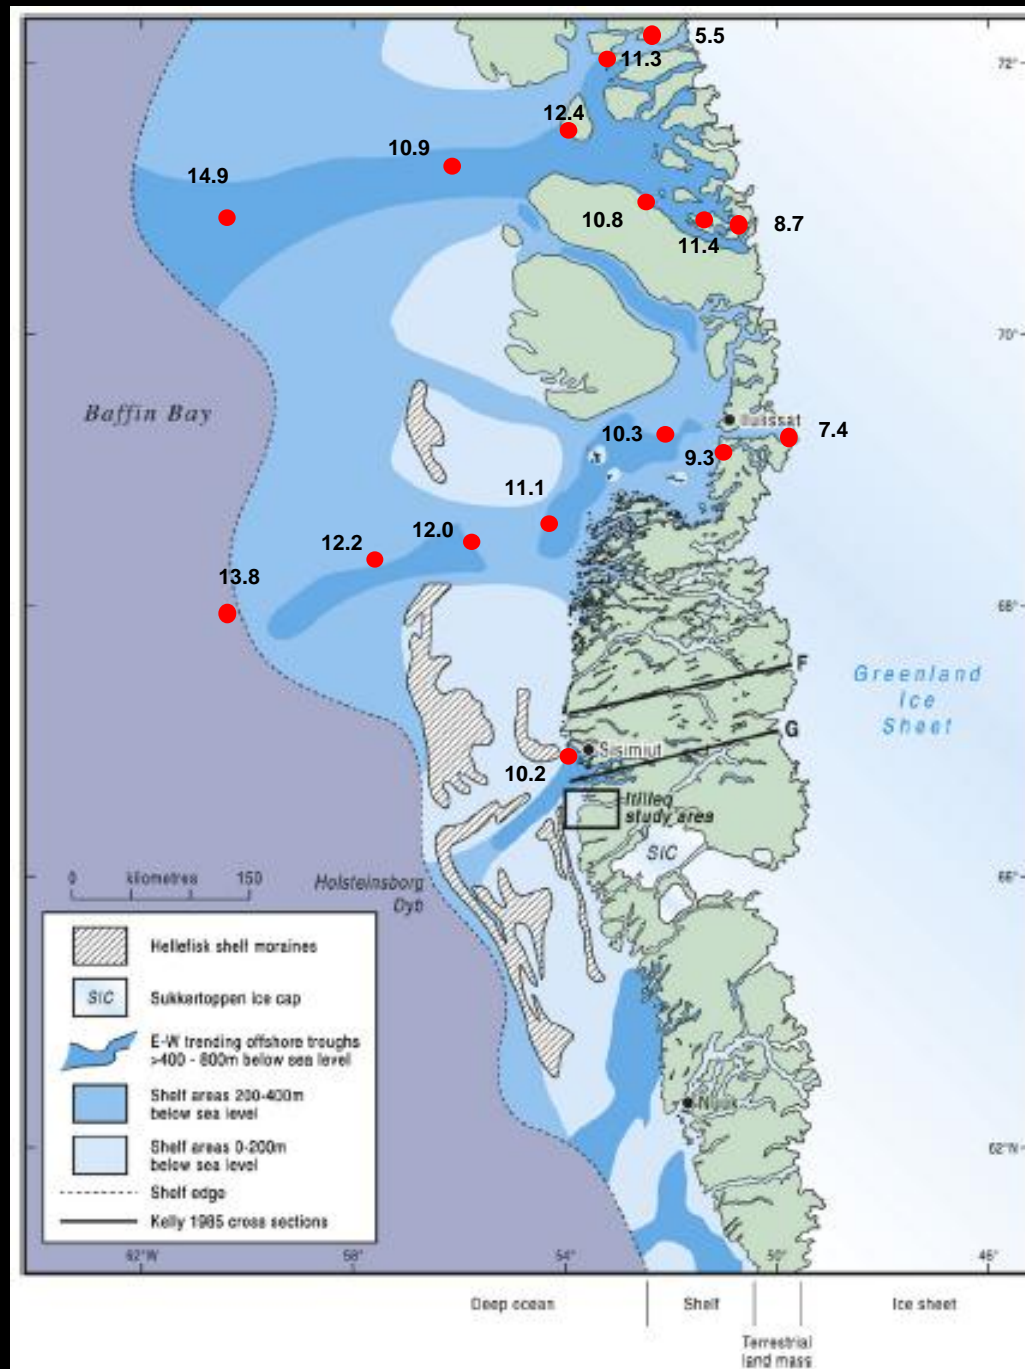 5.5
72°
11.3
12.4
10.9
14.9
10.8
11.4
8.7
70°
Baffin Bay
Ilulissat
10.3
7.4
9.3
11.1
12.0
12.2
13.8
68°
F
Greenland
Ice
Sheet
G
Sisimiut
10.2
Itilleq
study area
SIC
0 kilometres 150
Holsteinsborg
Dyb
66°
Hellefisk shelf moraines
SIC
Sukkertoppen ice cap
E-W trending offshore troughs
>400 - 800m below sea level
Shelf areas 200-400m
below sea level
Shelf areas 0-200m
below sea level
Shelf edge
Kelly 1985 cross sections
Nuuk
62°N
62°W
58°
54°
50°
46°
Deep ocean
Shelf
Ice sheet
Terrestrial
land mass